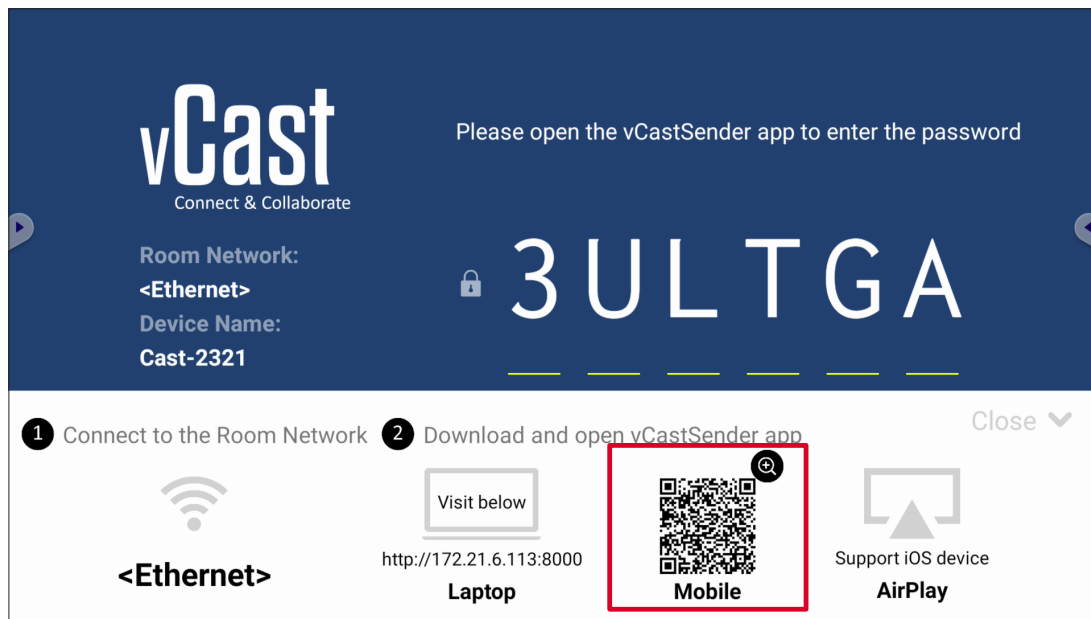 vCast
Connect & Collaborate
Please open the vCastSender app to enter the password
Room Network:
<Ethernet>
Device Name:
Cast-2321
3ULTGA
Close
1 Connect to the Room Network
2 Download and open vCastSender app
<Ethernet>
Visit below
http://172.21.6.113:8000
Laptop
Mobile
Support iOS device
AirPlay